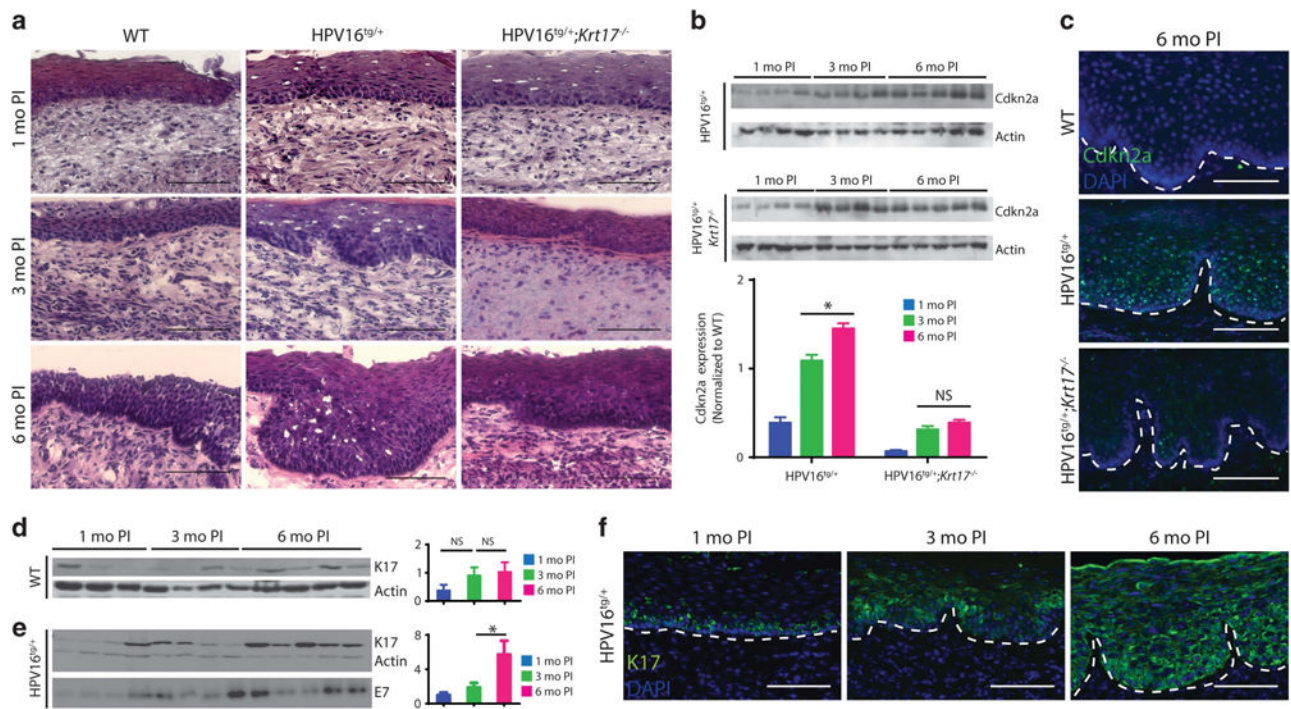 a
WT
HPV16tg/+
HPV16tg/+;Krt17-/-
1 mo PI
3 mo PI
6 mo PI
b
1 mo PI 3 mo PI 6 mo PI
HPV16tg/+
Cdkn2a
Actin
1 mo PI 3 mo PI 6 mo PI
HPV16tg/+
Krt17-/-
Cdkn2a
Actin
Cdkn2a expression
(Normalized to WT)
2
1
0
*
NS
1 mo PI
3 mo PI
6 mo PI
HPV16tg/+
HPV16tg/+;Krt17-/-
c
6 mo PI
WT
Cdkn2a
DAPI
HPV16tg/+
HPV16tg/+;Krt17-/-
d
1 mo PI 3 mo PI 6 mo PI
WT
K17
Actin
2
1
0
NS NS
1 mo PI
3 mo PI
6 mo PI
e
HPV16tg/+
K17
Actin
E7
8
4
0
*
1 mo PI
3 mo PI
6 mo PI
f
1 mo PI
3 mo PI
6 mo PI
HPV16tg/+
K17
DAPI